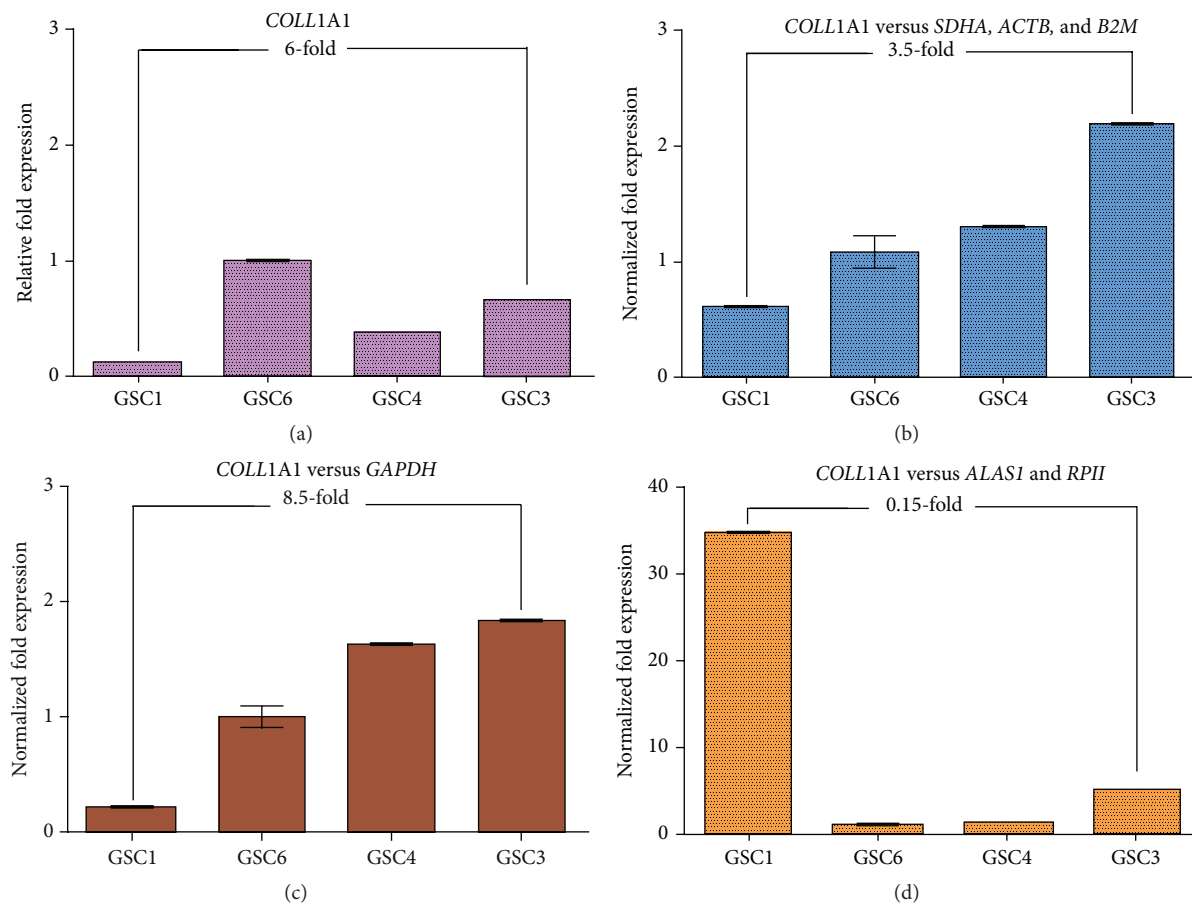 COLL1A1
6-fold
Relative fold expression
3
2
1
0
GSC1 GSC6 GSC4 GSC3
(a)
COLL1A1 versus SDHA, ACTB, and B2M
3.5-fold
Normalized fold expression
3
2
1
0
GSC1 GSC6 GSC4 GSC3
(b)
COLL1A1 versus GAPDH
8.5-fold
Normalized fold expression
3
2
1
0
GSC1 GSC6 GSC4 GSC3
(c)
COLL1A1 versus ALAS1 and RPII
0.15-fold
Normalized fold expression
40
30
20
10
0
GSC1 GSC6 GSC4 GSC3
(d)